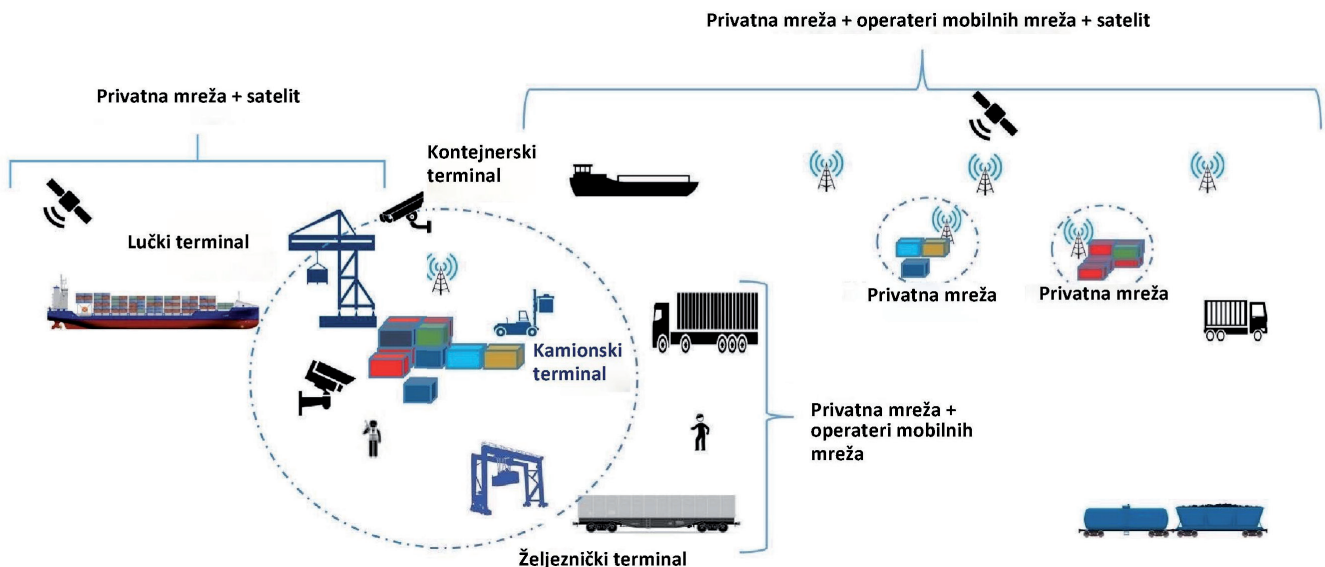 Privatna mreža + operateri mobilnih mreža + satelit
Privatna mreža + satelit
Kontejnerski
terminal
Lučki terminal
Privatna mreža
Privatna mreža
Kamionski
terminal
Privatna mreža +
operateri mobilnih
mreža
Željeznički terminal